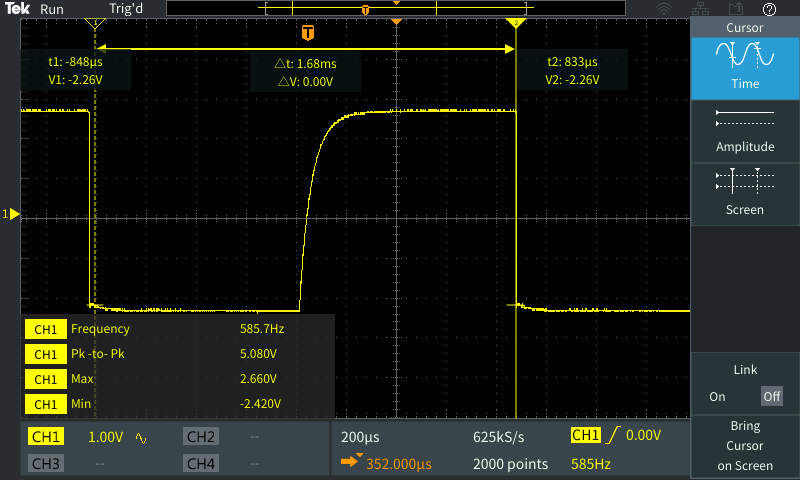 Tek Run Trig'd
T
?
T
1 2
Cursor
t1: -848µs △t: 1.68ms t2: 833µs
V1: -2.26V △V: 0.00V V2: -2.26V
Time
Amplitude
Screen
1
CH1 Frequency 585.7Hz
CH1 Pk -to- Pk 5.080V
CH1 Max 2.660V
CH1 Min -2.420V
Link
On Off
Bring
Cursor
on Screen
CH1 1.00V CH2 -- 200µs 625kS/s CH1 0.00V
CH3 -- CH4 -- 352.000µs 2000 points 585Hz